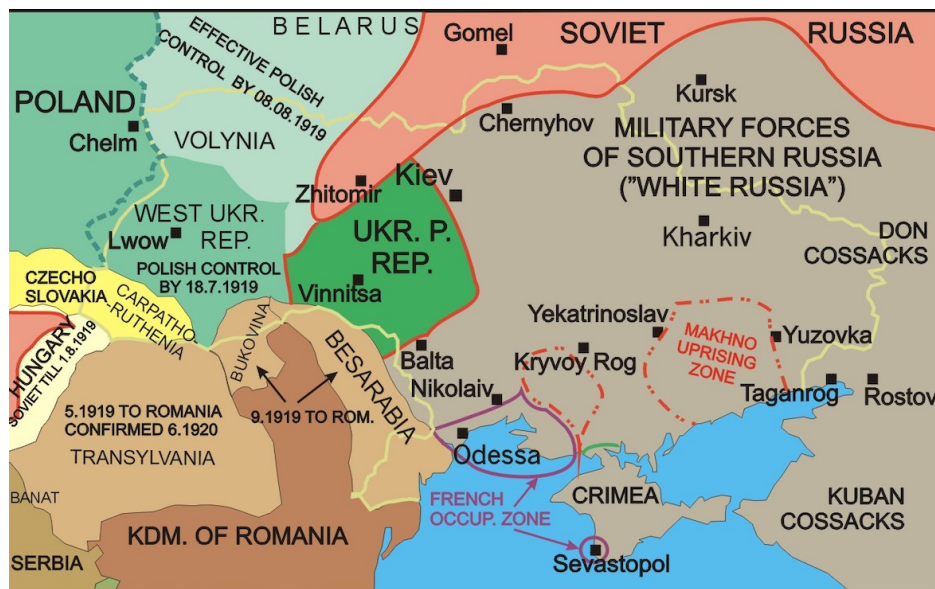 BELARUS
Gomel
SOVIET
RUSSIA
EFFECTIVE POLISH
CONTROL BY 08.08.1919
POLAND
Chelm
VOLYNIA
Kursk
Chernyhov
MILITARY FORCES
OF SOUTHERN RUSSIA
("WHITE RUSSIA")
Zhitomir
Kiev
WEST UKR.
REP.
Lwow
POLISH CONTROL
BY 18.7.1919
UKR. P.
REP.
Vinnitsa
Kharkiv
DON
COSSACKS
CZECHO
SLOVAKIA
CARPATHO
-RUTHENIA
HUNGARY
SOVIET TILL 1.8.1919
BUKOVINA
BESARABIA
Balta
Nikolaiv
Yekatrinoslav
Kryvoy Rog
MAKHNO
UPRISING
ZONE
Yuzovka
Taganrog
Rostov
5.1919 TO ROMANIA
CONFIRMED 6.1920
TRANSYLVANIA
9.1919 TO ROM.
Odessa
FRENCH
OCCUP. ZONE
CRIMEA
Sevastopol
KUBAN
COSSACKS
BANAT
SERBIA
KDM. OF ROMANIA